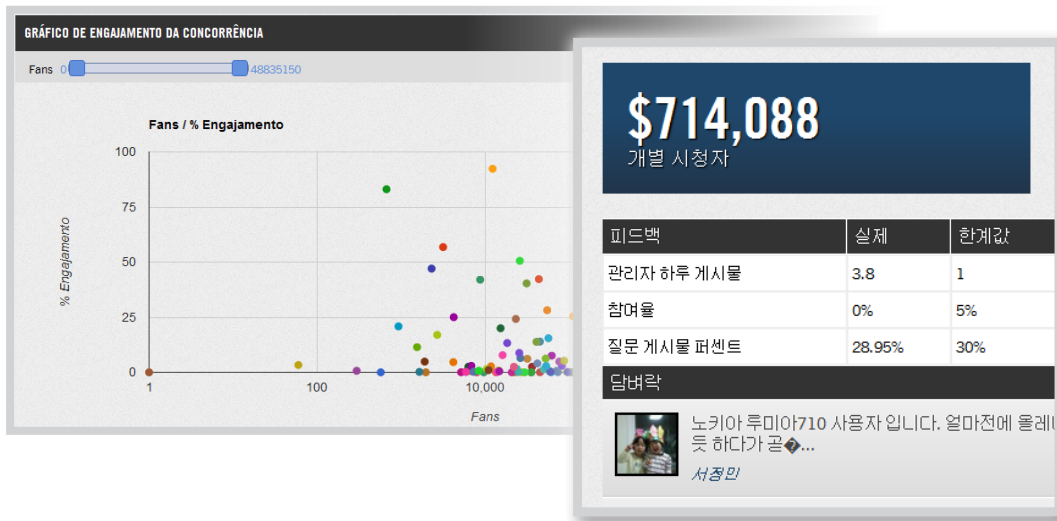 GRÁFICO DE ENGAJAMENTO DA CONCORRÊNCIA
Fans 0 48835150
Fans / % Engajamento
100
75
50
25
0
% Engajamento
1 100 10,000
Fans
$714,088
개별 시청자
피드백 실제 한계값
관리자 하루 게시물 3.8 1
참여율 0% 5%
질문 게시물 퍼센트 28.95% 30%
담벼락
노키아 루미아710 사용자 입니다. 얼마전에 올레
듯 하다가 곧�...
서정민